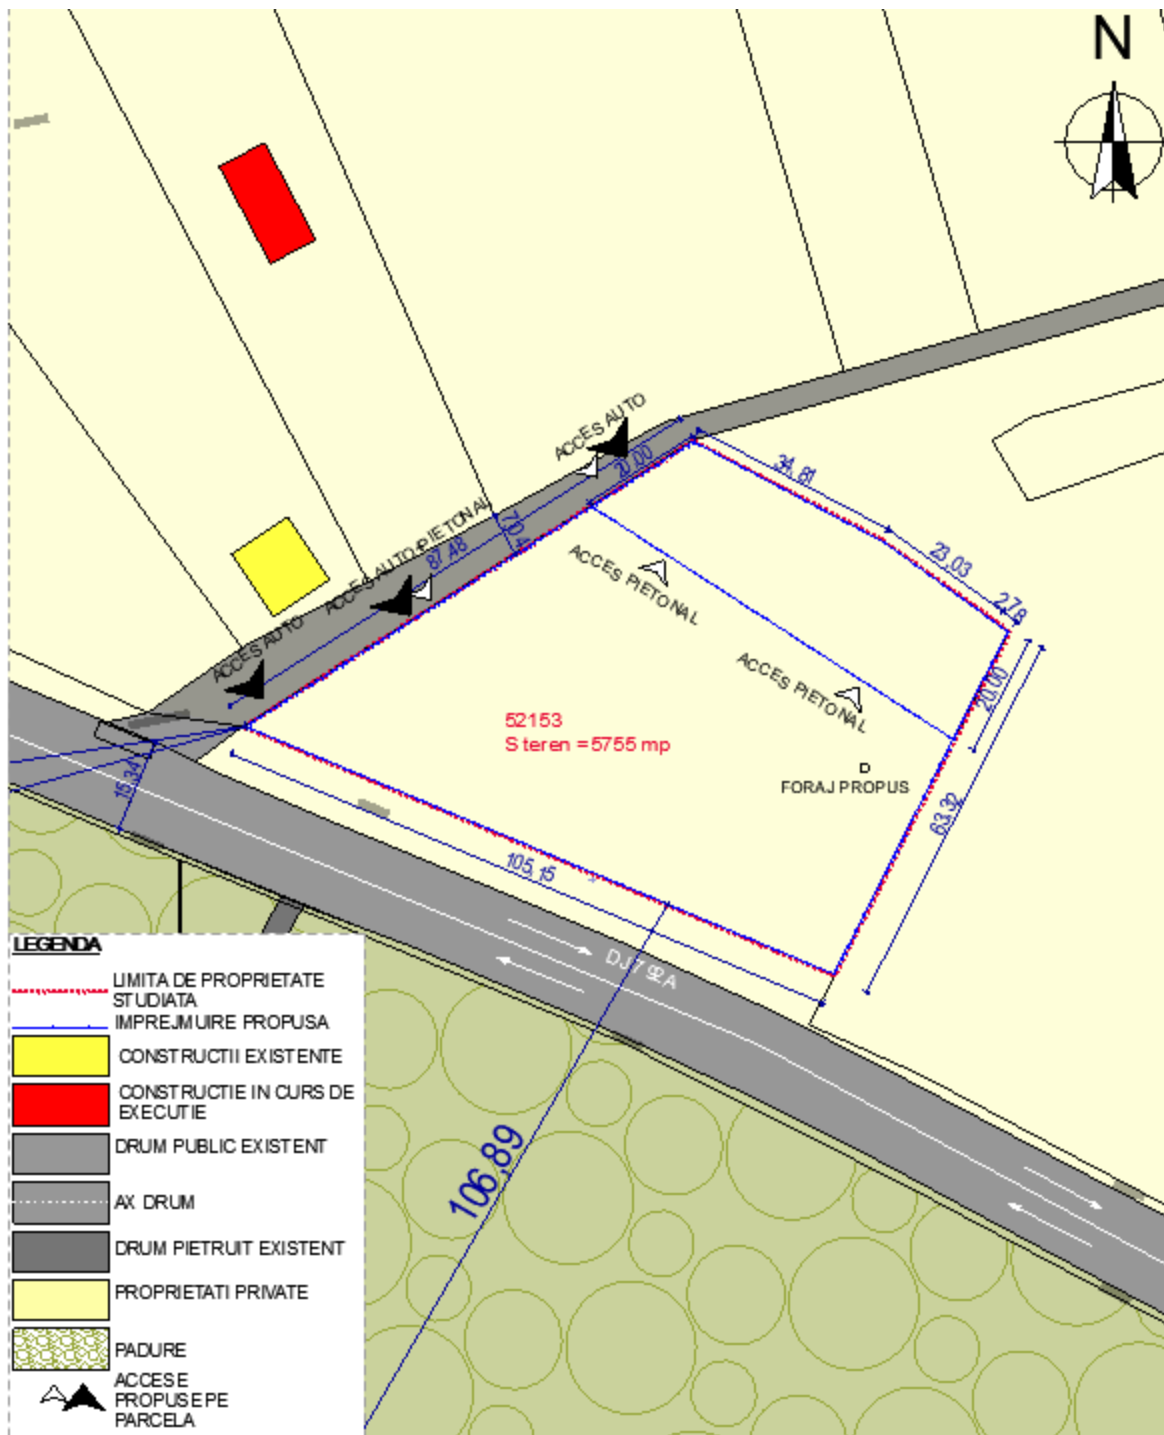 N
ACCES AUTO
20,00
34,81
23,03
2,78
ACCES AUTO+PIETONAL
87,48
ACCES PIETONAL
ACCES AUTO
ACCES PIETONAL
20,00
52153
S teren =5755 mp
FORAJ PROPUS
63,32
15,34
105,15
DJ 792A
106,89
LEGENDA
LIMITA DE PROPRIETATE
STUDIATA
IMPREJMUIRE PROPUSA
CONSTRUCTII EXISTENTE
CONSTRUCTIE IN CURS DE
EXECUTIE
DRUM PUBLIC EXISTENT
AX DRUM
DRUM PIETRUIT EXISTENT
PROPRIETATI PRIVATE
PADURE
ACCESE
PROPUSE PE
PARCELA